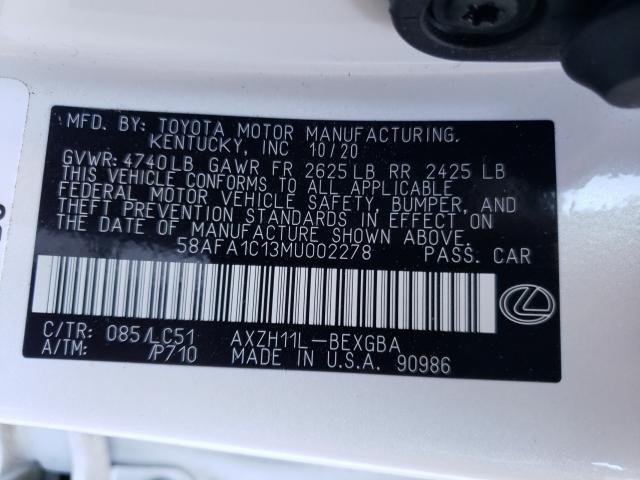 MFD. BY: TOYOTA MOTOR MANUFACTURING.
KENTUCKY, INC 10/20
GVWR: 4740LB GAWR FR 2625LB RR 2425 LB
THIS VEHICLE CONFORMS TO ALL APPLICABLE
FEDERAL MOTOR VEHICLE SAFETY, BUMPER, AND
THEFT PREVENTION STANDARDS IN EFFECT ON
THE DATE OF MANUFACTURE SHOWN ABOVE.
58AFA1C13MU002278 PASS. CAR
C/TR: 085/LC51 AXZH11L-BEXGBA
A/TM: /P710 MADE IN U.S.A. 90986